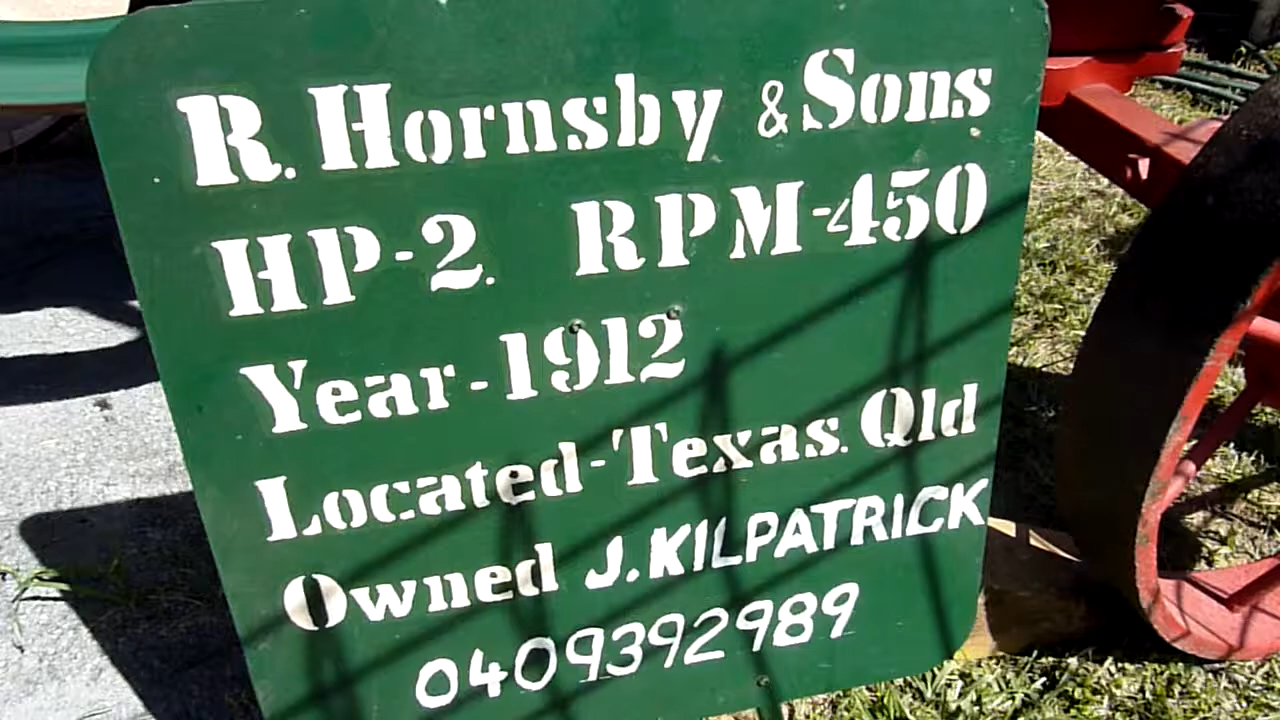 R. Hornsby & Sons
HP-2. RPM-450
Year-1912
Located-Texas. Qld
Owned J.KILPATRICK
0409392989